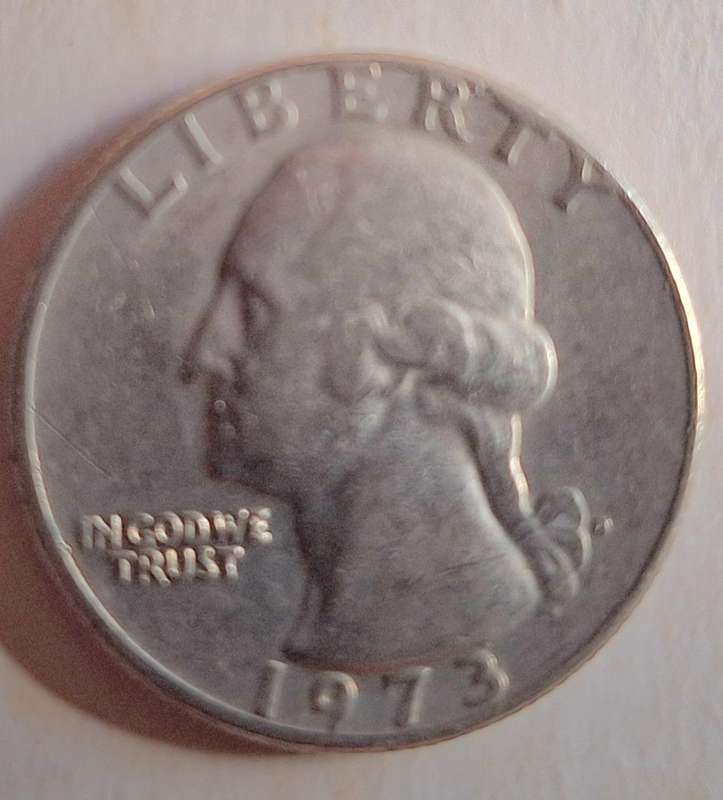 LIBERTY
IN GOD WE
TRUST
1973